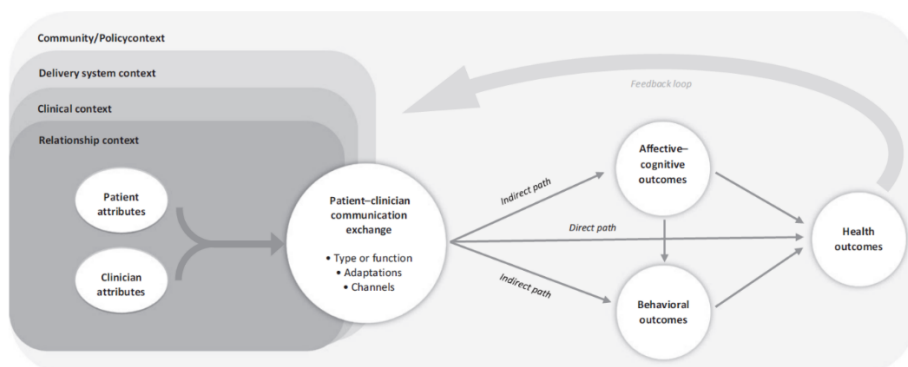 Community/Policycontext
Delivery system context
Clinical context
Relationship context
Patient
attributes
Clinician
attributes
Patient–clinician
communication
exchange
• Type or function
• Adaptations
• Channels
Indirect path
Direct path
Indirect path
Feedback loop
Affective–
cognitive
outcomes
Behavioral
outcomes
Health
outcomes